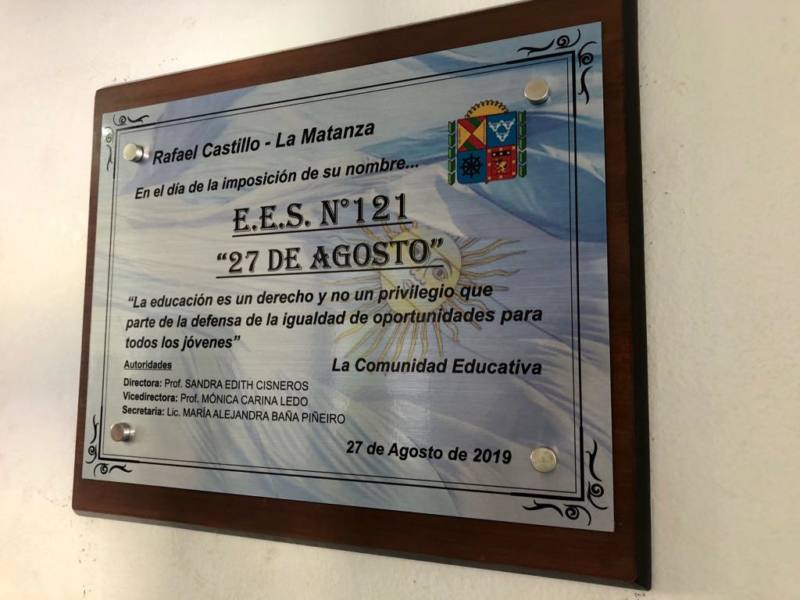 Rafael Castillo - La Matanza
En el día de la imposición de su nombre...
E.E.S. N°121
"27 DE AGOSTO"
"La educación es un derecho y no un privilegio que
parte de la defensa de la igualdad de oportunidades para
todos los jóvenes"
La Comunidad Educativa
Autoridades
Directora: Prof. SANDRA EDITH CISNEROS
Vicedirectora: Prof. MÓNICA CARINA LEDO
Secretaria: Lic. MARÍA ALEJANDRA BAÑA PIÑEIRO
27 de Agosto de 2019